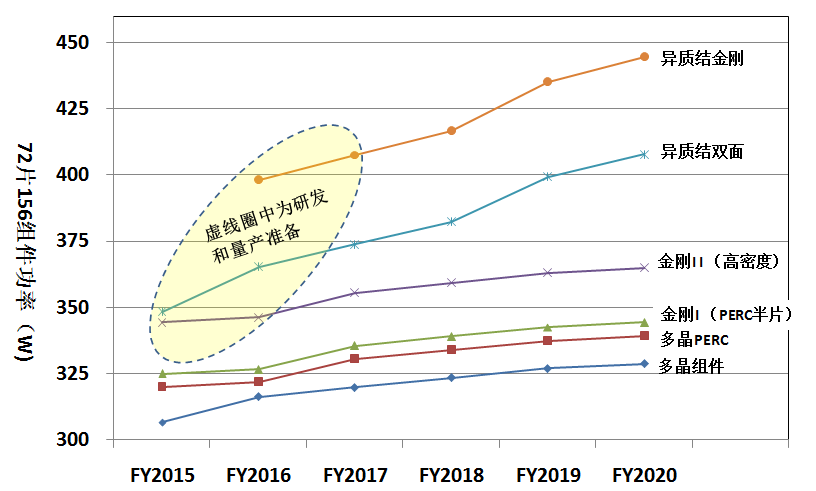 450
425
400
375
350
325
300
72片156组件功率（W）
虚线圈中为研发
和量产准备
异质结金刚
异质结双面
金刚II（高密度）
金刚I（PERC半片）
多晶PERC
多晶组件
FY2015 FY2016 FY2017 FY2018 FY2019 FY2020